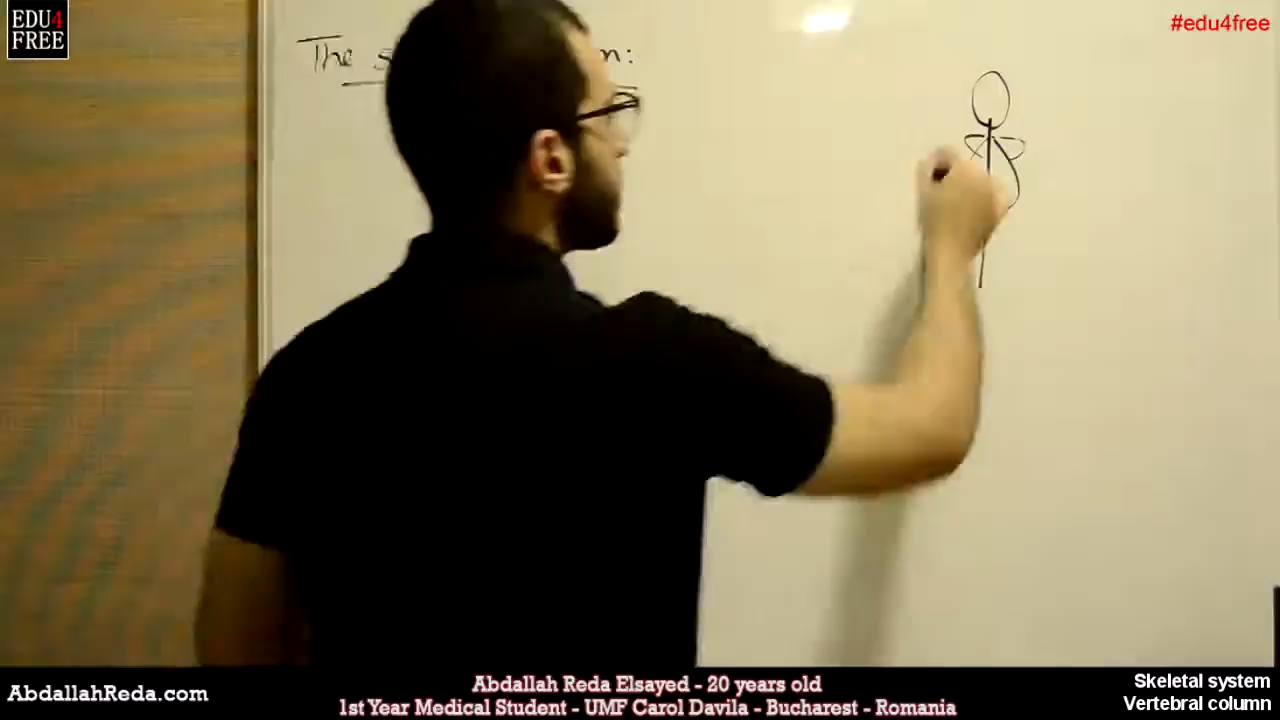 EDU4
FREE
#edu4free
The s n:
AbdallahReda.com
Abdallah Reda Elsayed - 20 years old
1st Year Medical Student - UMF Carol Davila - Bucharest - Romania
Skeletal system
Vertebral column